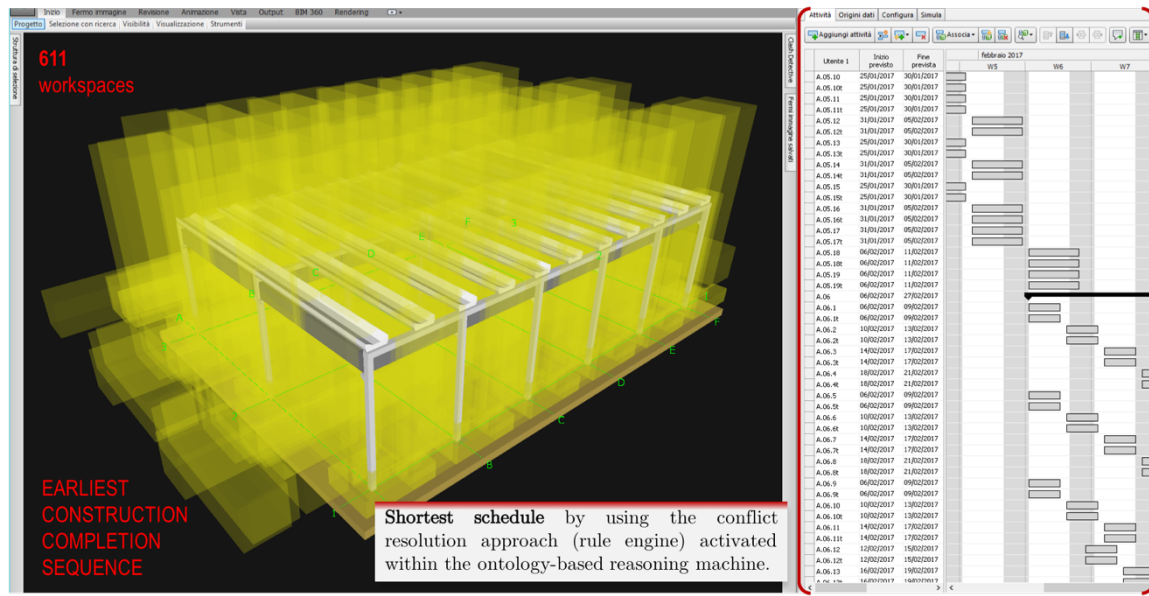 Inizio Fermo immagine Revisione Animazione Vista Output BIM 360 Rendering
Progetto Selezione con ricerca Visibilità Visualizzazione Strumenti
Struttura di selezione
611
workspaces
A
B
C
D
E
F
B
C
D
E
F
EARLIEST
CONSTRUCTION
COMPLETION
SEQUENCE
Shortest schedule by using the conflict
resolution approach (rule engine) activated
within the ontology-based reasoning machine.
Clash Detective
Fermi immagine salvati
Attività Origini dati Configura Simula
Aggiungi attività Associa
febbraio 2017
Utente 1 Inizio previsto Fine prevista W5 W6 W7
A.05.10 25/01/2017 30/01/2017
A.05.10t 25/01/2017 30/01/2017
A.05.11 25/01/2017 30/01/2017
A.05.11t 25/01/2017 30/01/2017
A.05.12 31/01/2017 05/02/2017
A.05.12t 31/01/2017 05/02/2017
A.05.13 25/01/2017 30/01/2017
A.05.13t 25/01/2017 30/01/2017
A.05.14 31/01/2017 05/02/2017
A.05.14t 31/01/2017 05/02/2017
A.05.15 25/01/2017 30/01/2017
A.05.15t 25/01/2017 30/01/2017
A.05.16 31/01/2017 05/02/2017
A.05.16t 31/01/2017 05/02/2017
A.05.17 31/01/2017 05/02/2017
A.05.17t 31/01/2017 05/02/2017
A.05.18 06/02/2017 11/02/2017
A.05.18t 06/02/2017 11/02/2017
A.05.19 06/02/2017 11/02/2017
A.05.19t 06/02/2017 11/02/2017
A.06 06/02/2017 27/02/2017
A.06.1 06/02/2017 09/02/2017
A.06.1t 06/02/2017 09/02/2017
A.06.2 10/02/2017 13/02/2017
A.06.2t 10/02/2017 13/02/2017
A.06.3 14/02/2017 17/02/2017
A.06.3t 14/02/2017 17/02/2017
A.06.4 18/02/2017 21/02/2017
A.06.4t 18/02/2017 21/02/2017
A.06.5 06/02/2017 09/02/2017
A.06.5t 06/02/2017 09/02/2017
A.06.6 10/02/2017 13/02/2017
A.06.6t 10/02/2017 13/02/2017
A.06.7 14/02/2017 17/02/2017
A.06.7t 14/02/2017 17/02/2017
A.06.8 18/02/2017 21/02/2017
A.06.8t 18/02/2017 21/02/2017
A.06.9 06/02/2017 09/02/2017
A.06.9t 06/02/2017 09/02/2017
A.06.10 10/02/2017 13/02/2017
A.06.10t 10/02/2017 13/02/2017
A.06.11 14/02/2017 17/02/2017
A.06.11t 14/02/2017 17/02/2017
A.06.12 12/02/2017 15/02/2017
A.06.12t 12/02/2017 15/02/2017
A.06.13 16/02/2017 19/02/2017